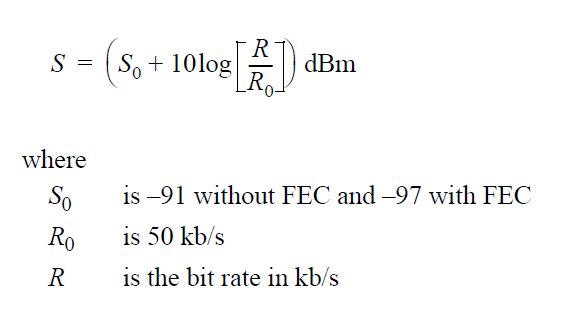 S = (S₀ + 10log[R/R₀]) dBm
where
S₀ is –91 without FEC and –97 with FEC
R₀ is 50 kb/s
R is the bit rate in kb/s